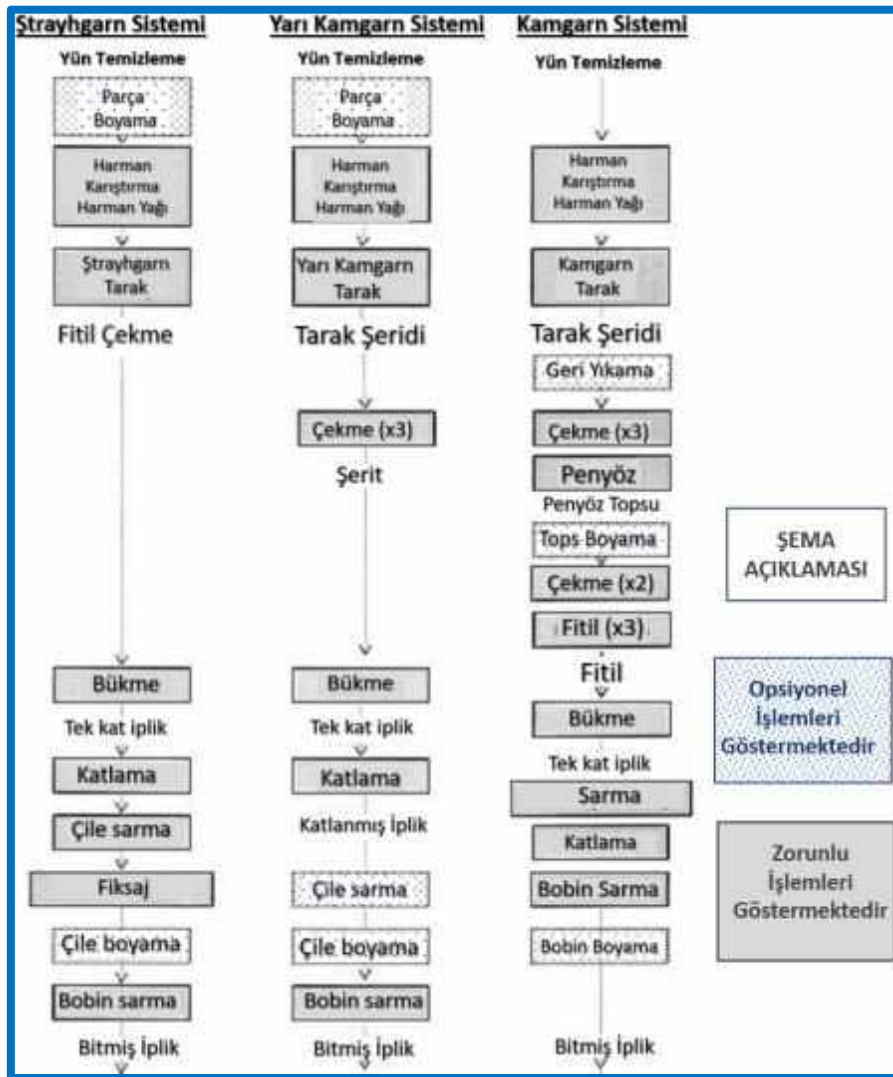 Ştrayhgarn Sistemi
Yün Temizleme
Parça
Boyama
Harman
Karıştırma
Harman Yağı
Ştrayhgarn
Tarak
Fitil Çekme
Bükme
Tek kat iplik
Katlama
Çile sarma
Fiksaj
Çile boyama
Bobin sarma
Bitmiş İplik
Yarı Kamgarn Sistemi
Yün Temizleme
Parça
Boyama
Harman
Karıştırma
Harman Yağı
Yarı Kamgarn
Tarak
Tarak Şeridi
Çekme (x3)
Şerit
Bükme
Tek kat iplik
Katlama
Katlanmış İplik
Çile sarma
Çile boyama
Bobin sarma
Bitmiş İplik
Kamgarn Sistemi
Yün Temizleme
Harman
Karıştırma
Harman Yağı
Kamgarn
Tarak
Tarak Şeridi
Geri Yıkama
Çekme (x3)
Penyöz
Penyöz Topsu
Tops Boyama
Çekme (x2)
Fitil (x3)
Fitil
Bükme
Tek kat iplik
Sarma
Katlama
Bobin Sarma
Bobin Boyama
Bitmiş İplik
ŞEMA
AÇIKLAMASI
Opsiyonel
İşlemleri
Göstermektedir
Zorunlu
İşlemleri
Göstermektedir